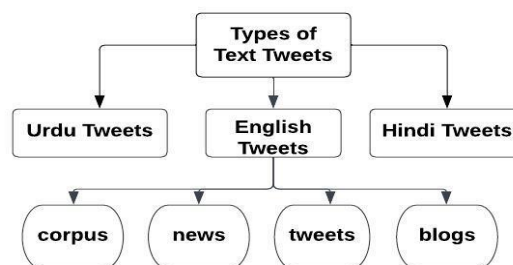 Types of
Text Tweets
Urdu Tweets
English
Tweets
Hindi Tweets
corpus
news
tweets
blogs